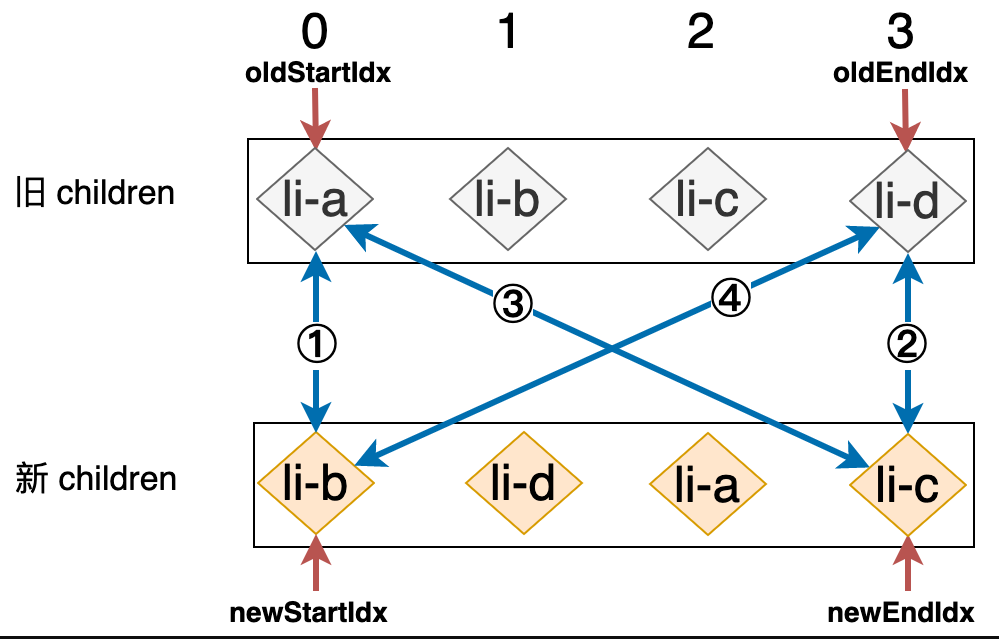 0 1 2 3
oldStartIdx oldEndIdx
旧 children li-a li-b li-c li-d
③ ④
① ②
新 children li-b li-d li-a li-c
newStartIdx newEndIdx